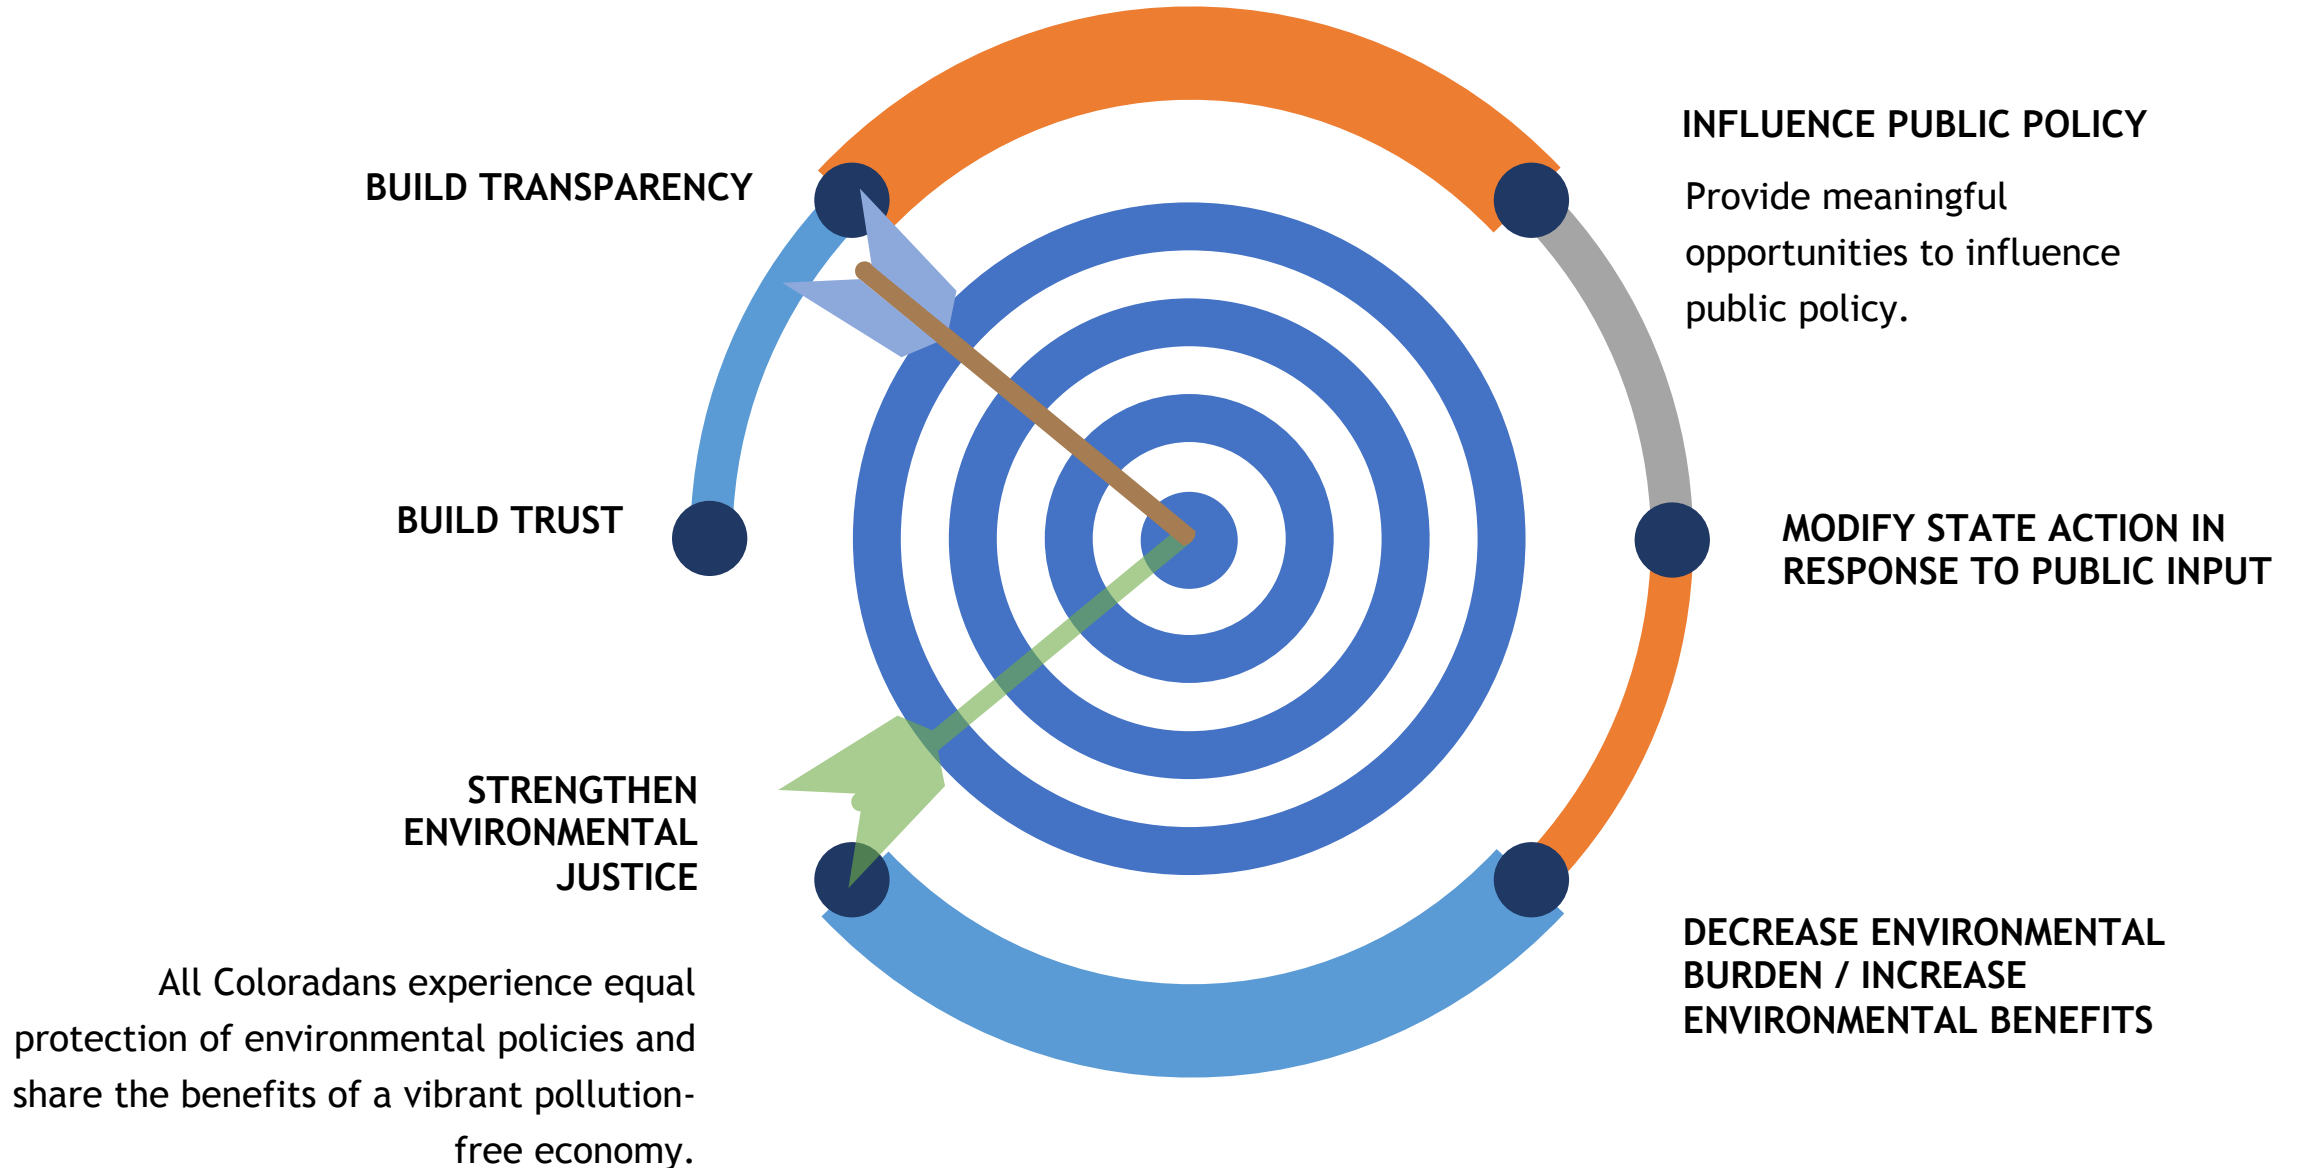 BUILD TRUST
BUILD TRANSPARENCY
INFLUENCE PUBLIC POLICY
Provide meaningful
opportunities to influence
public policy.
MODIFY STATE ACTION IN
RESPONSE TO PUBLIC INPUT
DECREASE ENVIRONMENTAL
BURDEN / INCREASE
ENVIRONMENTAL BENEFITS
STRENGTHEN
ENVIRONMENTAL
JUSTICE
All Coloradans experience equal
protection of environmental policies and
share the benefits of a vibrant pollution-
free economy.